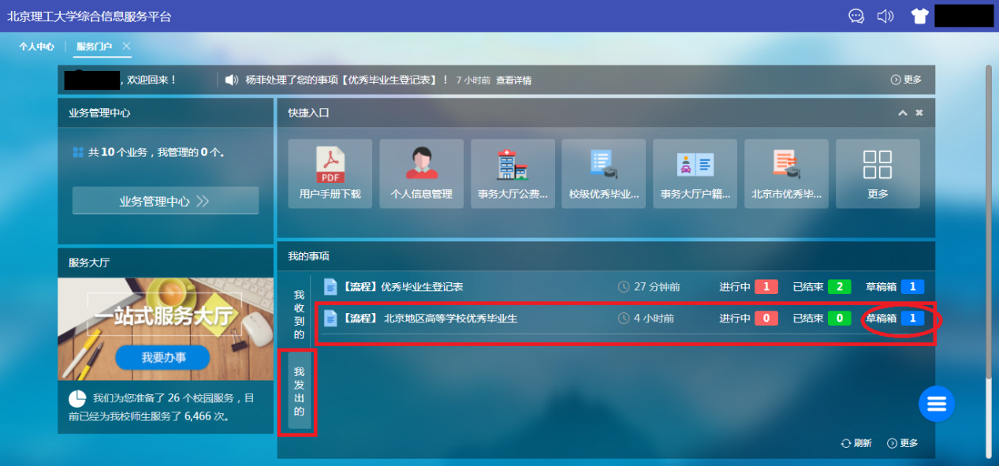 北京理工大学综合信息服务平台
个人中心
服务门户
，欢迎回来！
杨菲处理了您的事项【优秀毕业生登记表】！ 7 小时前 查看详情
更多
业务管理中心
共 10 个业务，我管理的 0 个。
业务管理中心
快捷入口
PDF
用户手册下载
个人信息管理
事务大厅公费...
校级优秀毕业...
事务大厅户籍...
北京市优秀毕...
更多
服务大厅
一站式服务大厅
我要办事
我们为您准备了 26 个校园服务，目
前已经为我校师生服务了 6,466 次。
我的事项
我收到的
我发出的
【流程】优秀毕业生登记表 27 分钟前 进行中 1 已结束 2 草稿箱 1
【流程】 北京地区高等学校优秀毕业生 4 小时前 进行中 0 已结束 0 草稿箱 1
刷新
更多